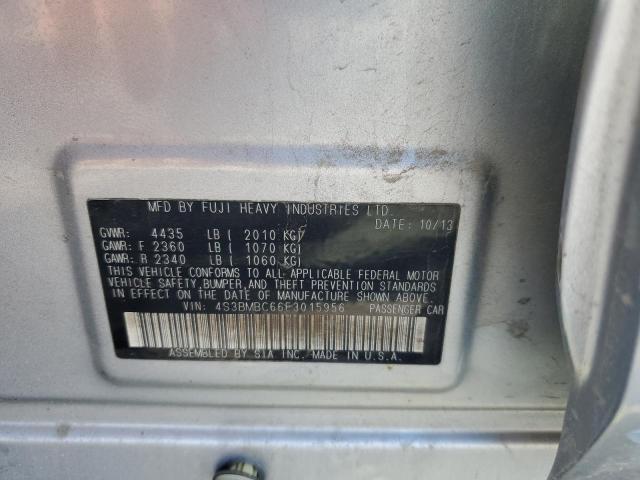 MFD BY FUJI HEAVY INDUSTRIES LTD.
DATE: 10/13
GVWR: 4435 LB ( 2010 KG)
GAWR: F 2360 LB ( 1070 KG)
GAWR: R 2340 LB ( 1060 KG)
THIS VEHICLE CONFORMS TO ALL APPLICABLE FEDERAL MOTOR
VEHICLE SAFETY, BUMPER, AND THEFT PREVENTION STANDARDS
IN EFFECT ON THE DATE OF MANUFACTURE SHOWN ABOVE.
VIN: 4S3BMBC66E3015956 PASSENGER CAR
ASSEMBLED BY SIA INC. MADE IN U.S.A.